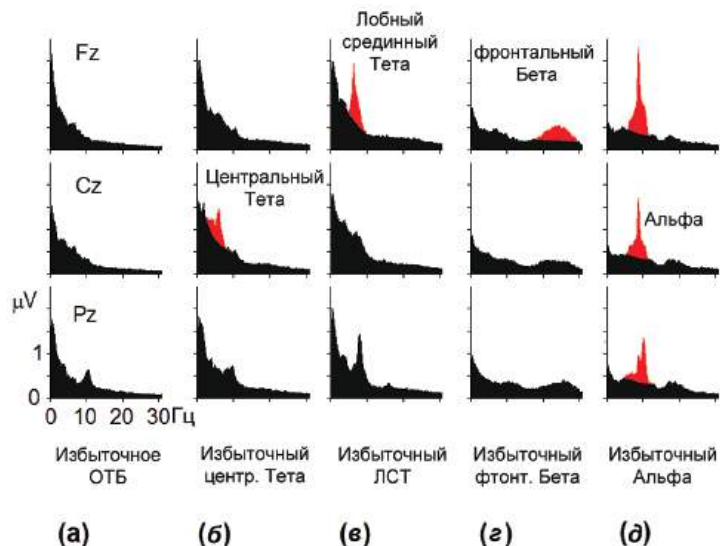 Fz
Лобный
срединный
Тета
фронтальный
Бета
Cz
Центральный
Тета
Альфа
μV
1
0
Pz
0 10 20 30Гц
Избыточное
ОТБ
Избыточный
центр. Тета
Избыточный
ЛСТ
Избыточный
фтонт. Бета
Избыточный
Альфа
(а) (б) (в) (г) (д)